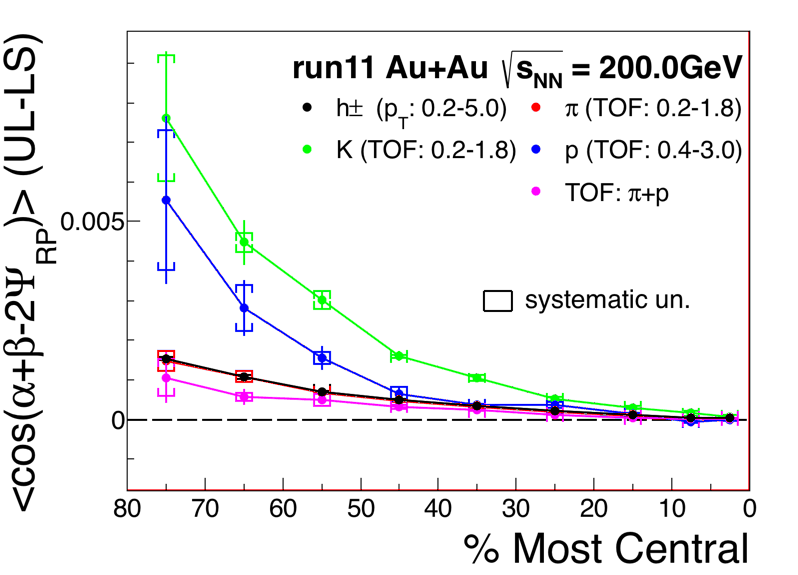 run11 Au+Au √sNN = 200.0GeV
h± (pT: 0.2-5.0)
π (TOF: 0.2-1.8)
K (TOF: 0.2-1.8)
p (TOF: 0.4-3.0)
TOF: π+p
systematic un.
<cos(α+β-2ΨRP)> (UL-LS)
0.005
0
80 70 60 50 40 30 20 10 0
% Most Central